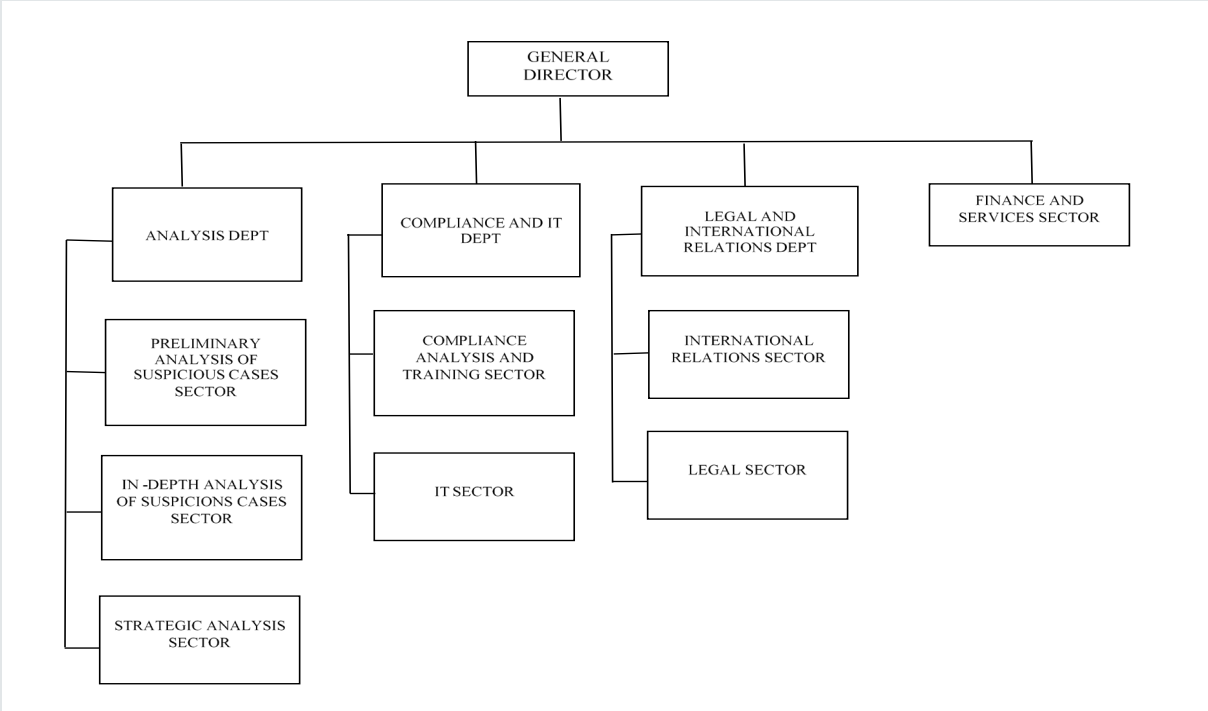 GENERAL
DIRECTOR
ANALYSIS DEPT
COMPLIANCE AND IT
DEPT
LEGAL AND
INTERNATIONAL
RELATIONS DEPT
FINANCE AND
SERVICES SECTOR
PRELIMINARY
ANALYSIS OF
SUSPICIOUS CASES
SECTOR
COMPLIANCE
ANALYSIS AND
TRAINING SECTOR
INTERNATIONAL
RELATIONS SECTOR
IN -DEPTH ANALYSIS
OF SUSPICIONS CASES
SECTOR
IT SECTOR
LEGAL SECTOR
STRATEGIC ANALYSIS
SECTOR